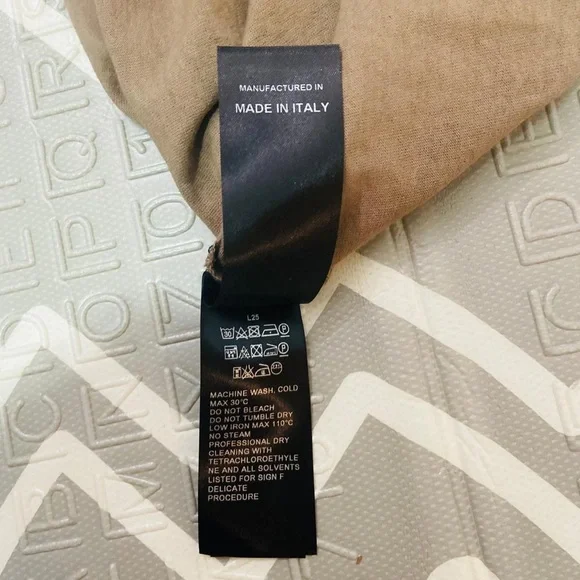 MANUFACTURED IN
MADE IN ITALY
L25
30 P
P
MACHINE WASH, COLD
MAX 30°C
DO NOT BLEACH
DO NOT TUMBLE DRY
LOW IRON MAX 110°C
NO STEAM
PROFESSIONAL DRY
CLEANING WITH
TETRACHLOROETHYLE
NE AND ALL SOLVENTS
LISTED FOR SIGN F
DELICATE
PROCEDURE